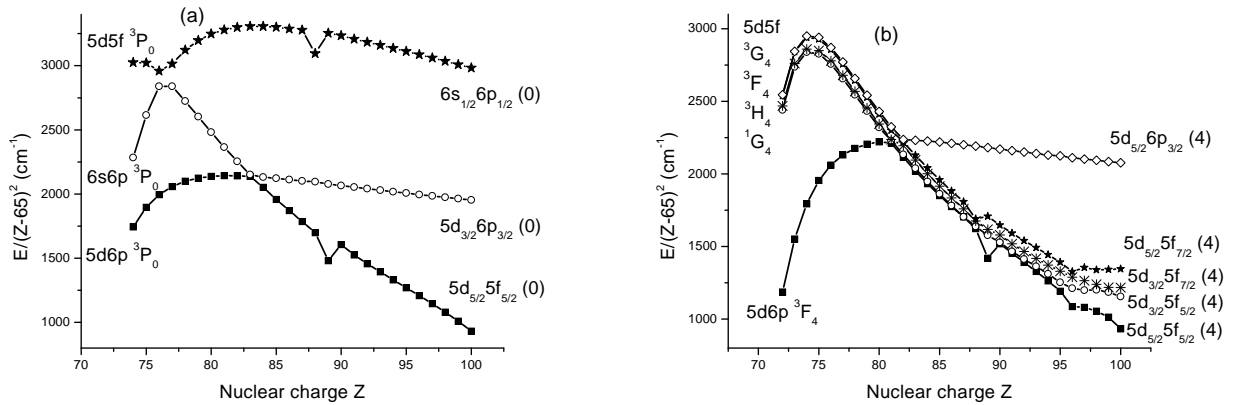 (a)
5d5f ³P₀
6s₁/₂6p₁/₂ (0)
6s6p ³P₀
5d₃/₂6p₃/₂ (0)
5d6p ³P₀
5d₅/₂5f₅/₂ (0)
E/(Z-65)² (cm⁻¹)
3000
2500
2000
1500
1000
70 75 80 85 90 95 100
Nuclear charge Z
(b)
5d5f
³G₄
³F₄
³H₄
¹G₄
5d₅/₂6p₃/₂ (4)
5d6p ³F₄
5d₅/₂5f₇/₂ (4)
5d₃/₂5f₇/₂ (4)
5d₃/₂5f₅/₂ (4)
5d₅/₂5f₅/₂ (4)
E/(Z-65)² (cm⁻¹)
3000
2500
2000
1500
1000
70 75 80 85 90 95 100
Nuclear charge Z